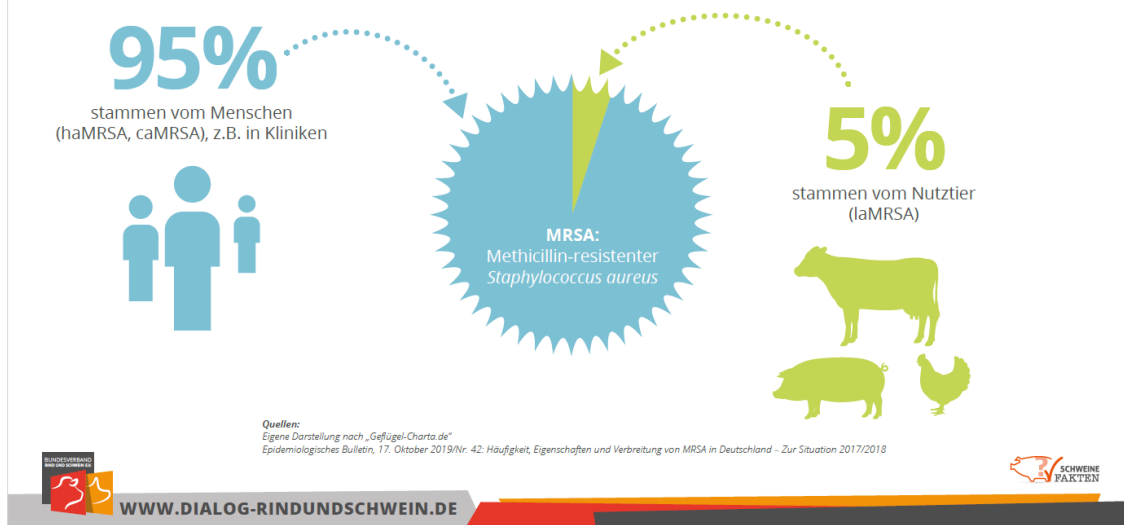 95%
stammen vom Menschen
(haMRSA, caMRSA), z.B. in Kliniken
5%
stammen vom Nutztier
(laMRSA)
MRSA:
Methicillin-resistenter
Staphylococcus aureus
Quellen:
Eigene Darstellung nach „Geflügel-Charta.de“
Epidemiologisches Bulletin, 17. Oktober 2019/Nr. 42: Häufigkeit, Eigenschaften und Verbreitung von MRSA in Deutschland – Zur Situation 2017/2018
BUNDESVERBAND
RIND UND SCHWEIN E.V.
WWW.DIALOG-RINDUNDSCHWEIN.DE
?
SCHWEINE
FAKTEN